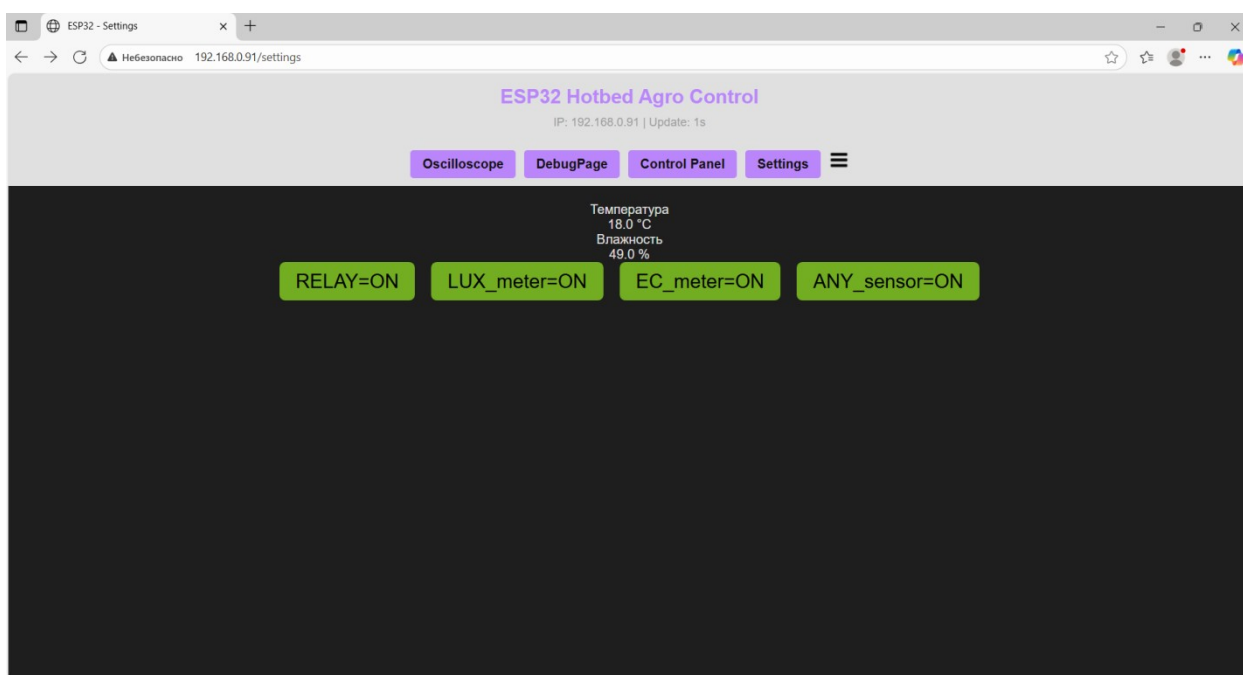 ESP32 - Settings
Небезопасно 192.168.0.91/settings
ESP32 Hotbed Agro Control
IP: 192.168.0.91 | Update: 1s
Oscilloscope DebugPage Control Panel Settings
Температура
18.0 °C
Влажность
49.0 %
RELAY=ON LUX_meter=ON EC_meter=ON ANY_sensor=ON